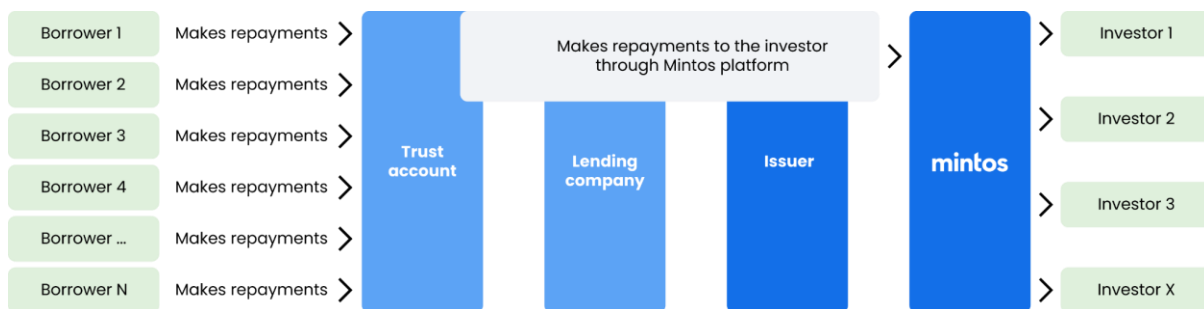 Borrower 1 Makes repayments
Borrower 2 Makes repayments
Borrower 3 Makes repayments
Borrower 4 Makes repayments
Borrower ... Makes repayments
Borrower N Makes repayments
Trust
account
Makes repayments to the investor
through Mintos platform
Lending
company
Issuer
mintos
Investor 1
Investor 2
Investor 3
Investor X